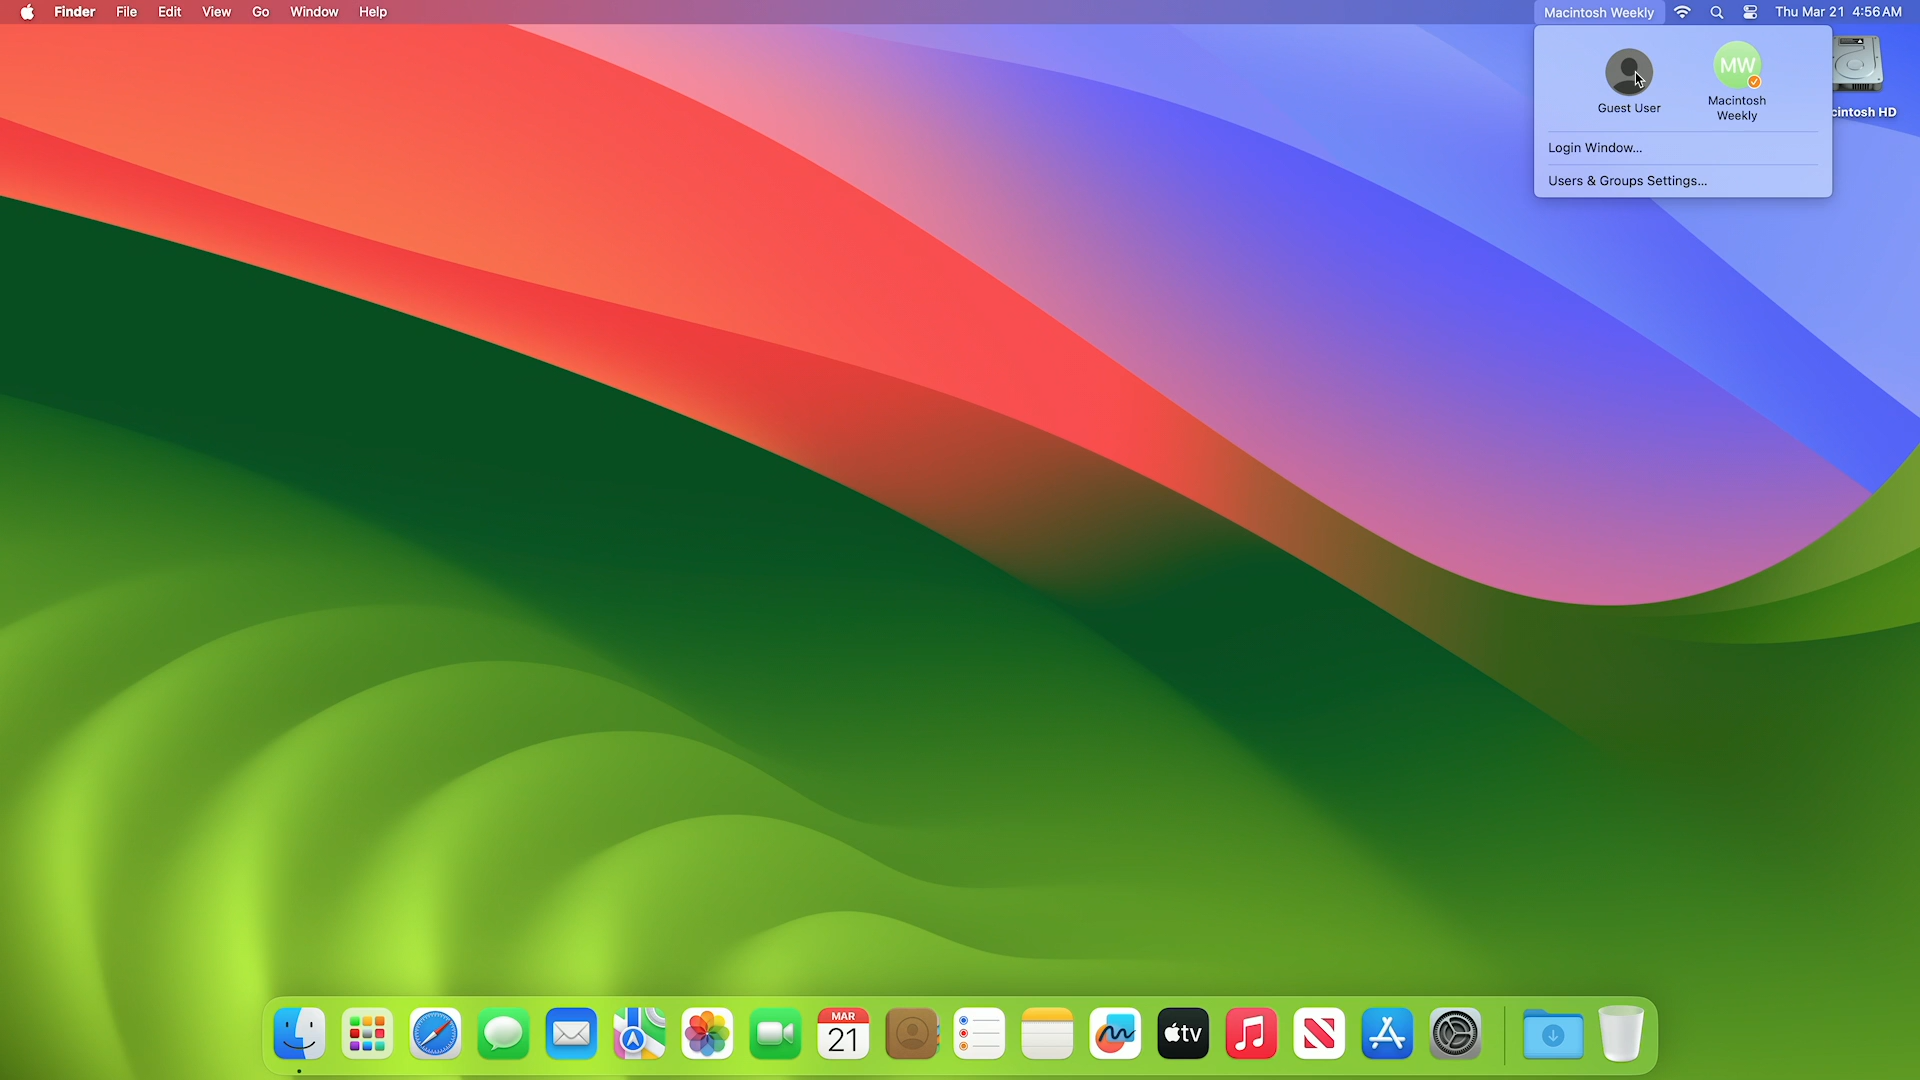 Finder File Edit View Go Window Help Macintosh Weekly Thu Mar 21 4:56 AM
MW
Guest User
Macintosh
Weekly
cintosh HD
Login Window...
Users & Groups Settings...
MAR
21
tv